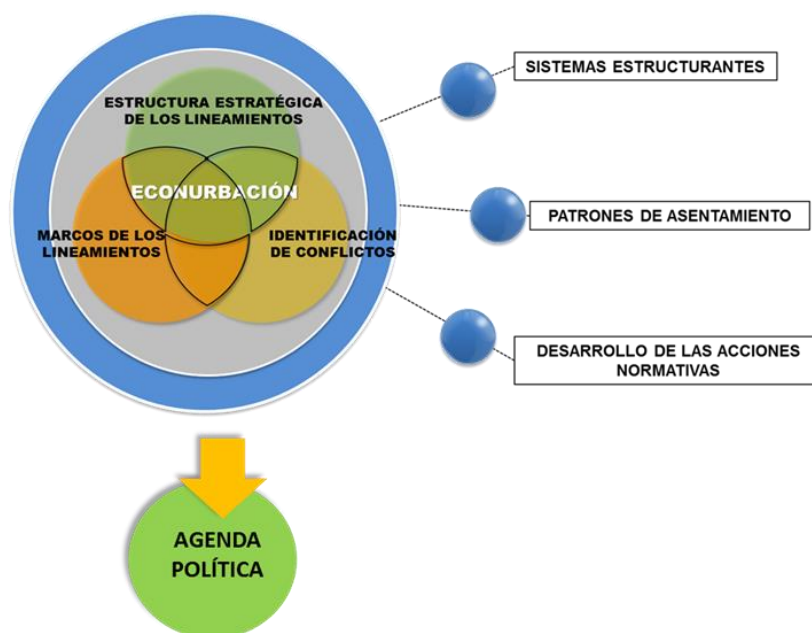 ESTRUCTURA ESTRATÉGICA
DE LOS LINEAMIENTOS
ECONURBACIÓN
MARCOS DE LOS
LINEAMIENTOS
IDENTIFICACIÓN
DE CONFLICTOS
SISTEMAS ESTRUCTURANTES
PATRONES DE ASENTAMIENTO
DESARROLLO DE LAS ACCIONES
NORMATIVAS
AGENDA
POLÍTICA